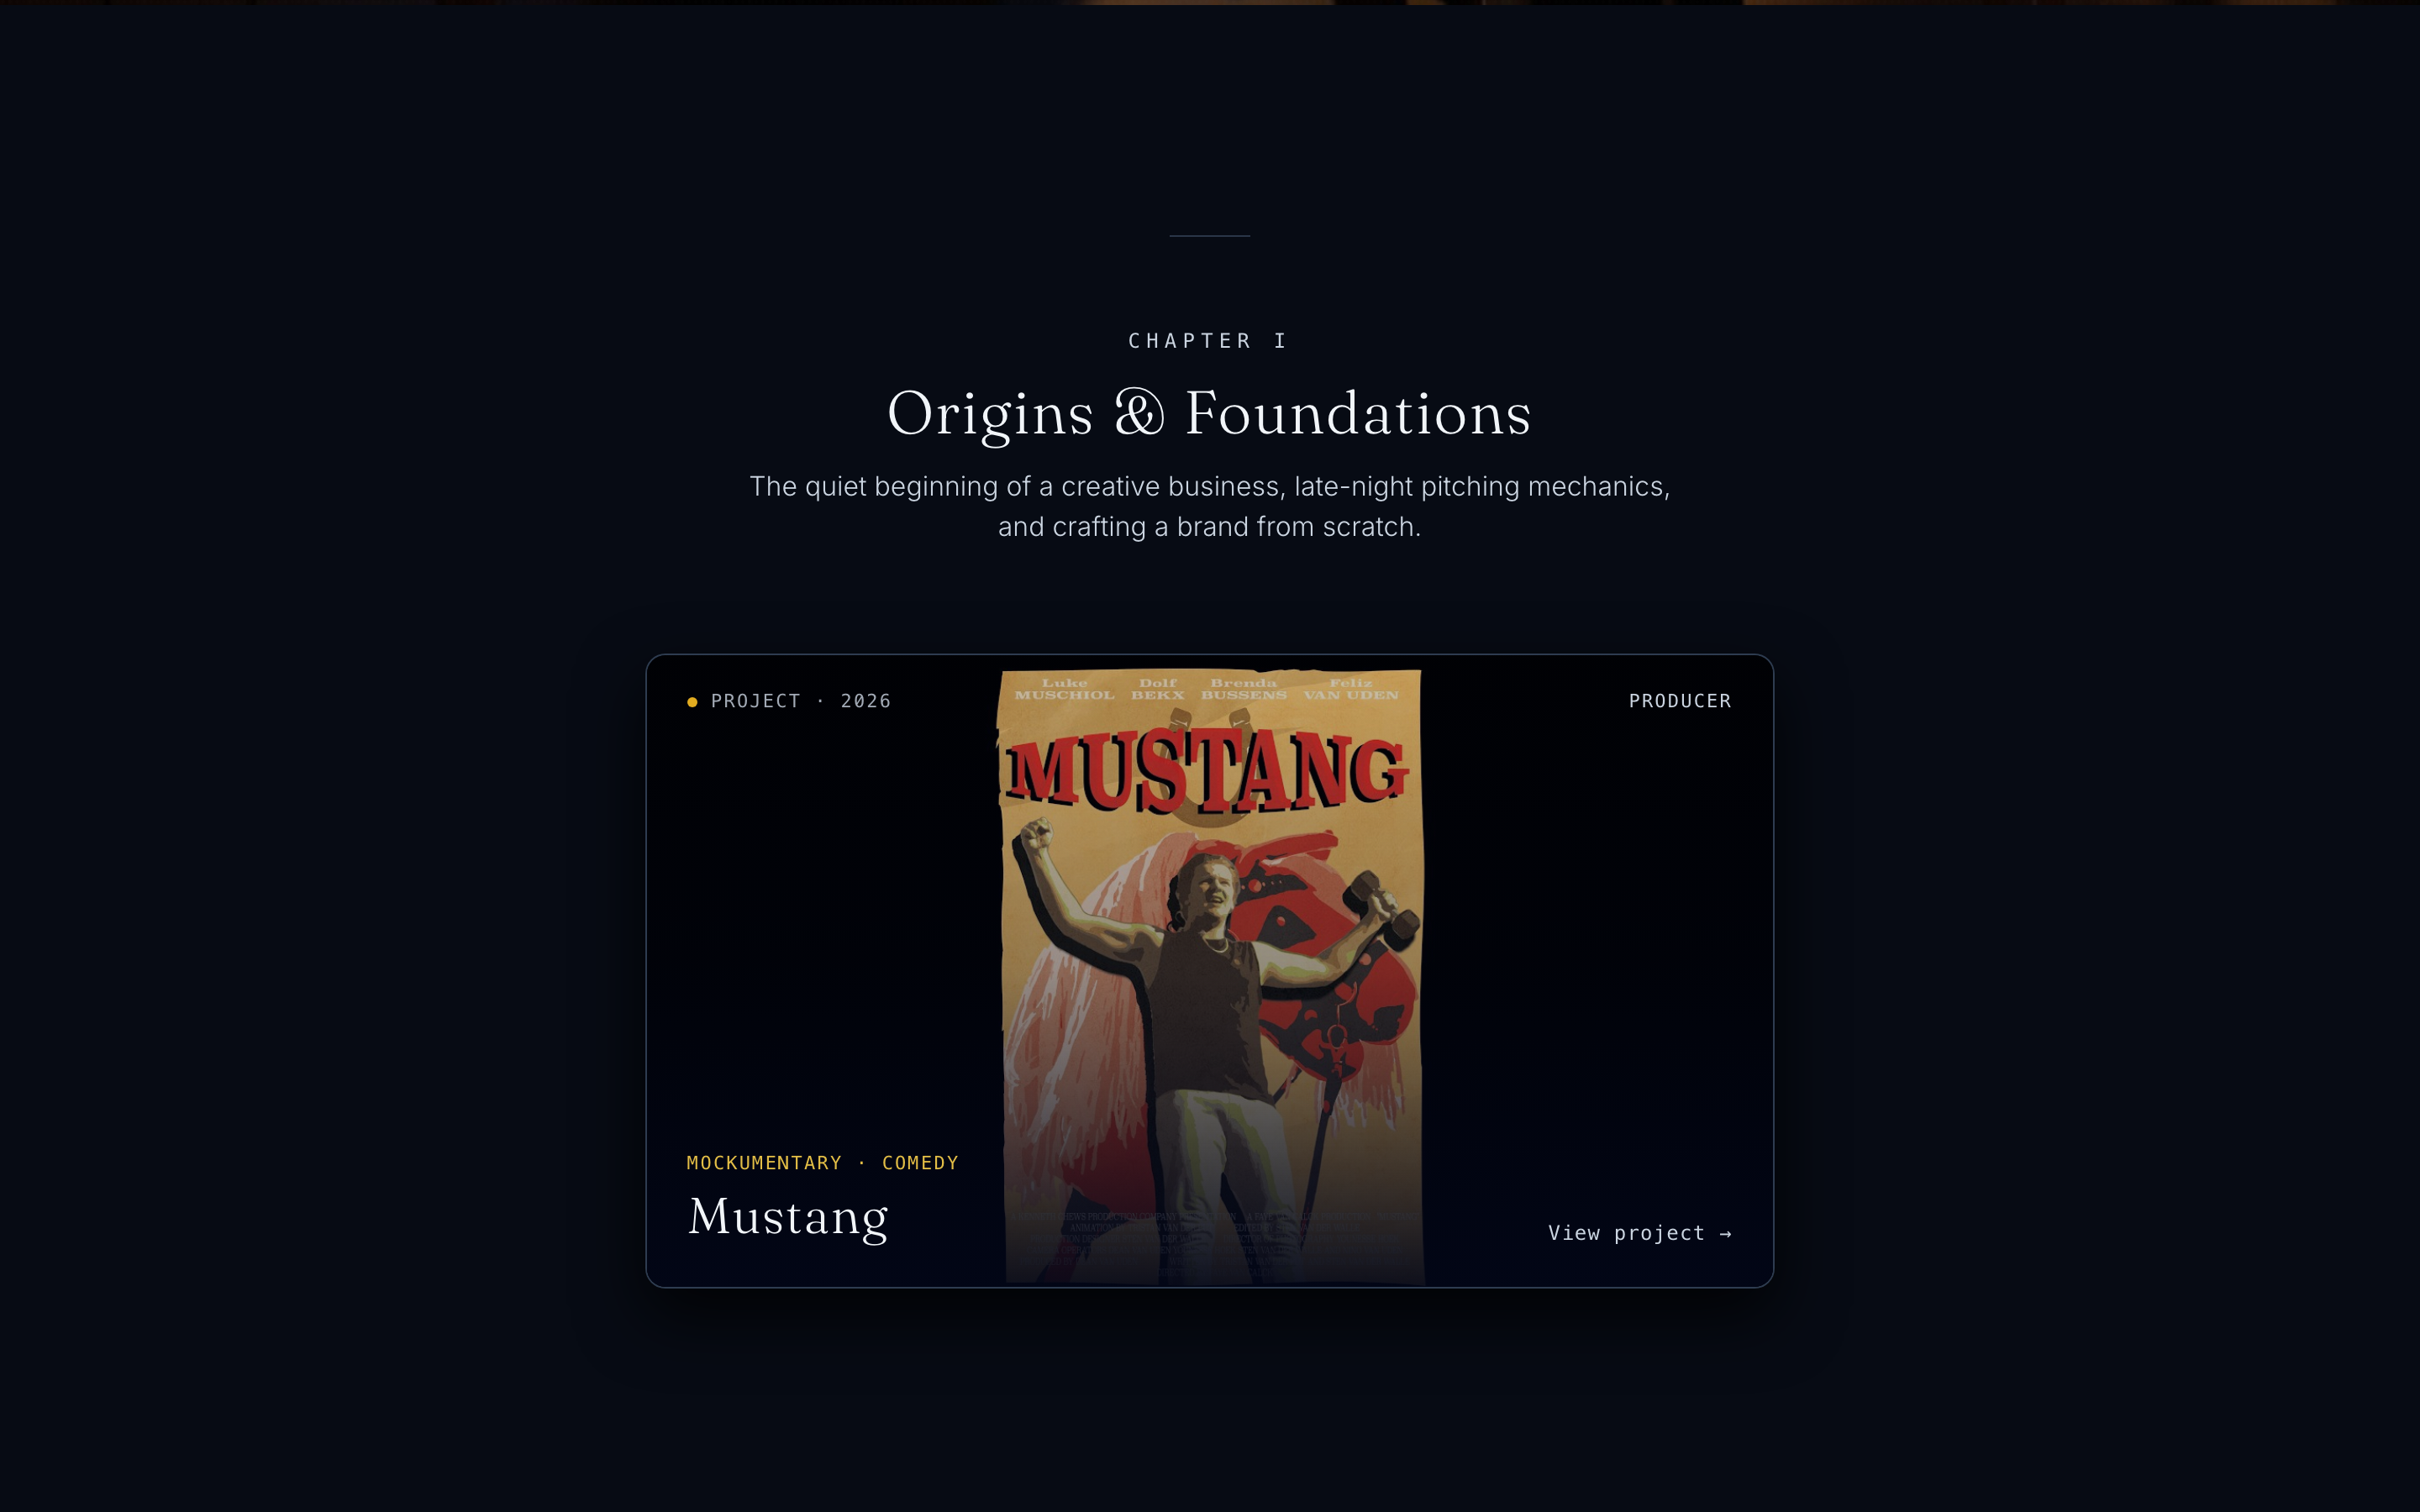 CHAPTER I
Origins & Foundations
The quiet beginning of a creative business, late-night pitching mechanics,
and crafting a brand from scratch.
PROJECT · 2026
PRODUCER
Luke MUSCHIOL
Dolf BEKX
Brenda BUSSENS
Feliz VAN UDEN
MUSTANG
MOCKUMENTARY · COMEDY
Mustang
View project →